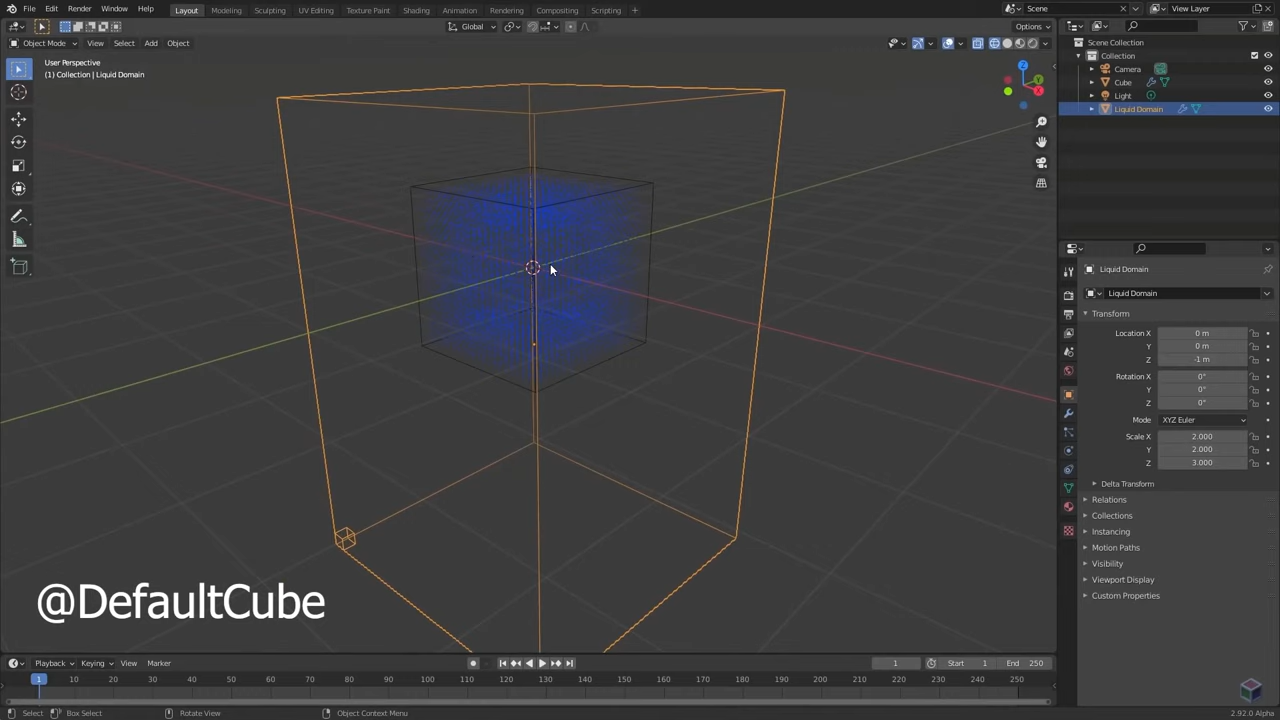 File Edit Render Window Help
Layout Modeling Sculpting UV Editing Texture Paint Shading Animation Rendering Compositing Scripting +
Scene View Layer
Global Options
Object Mode View Select Add Object
User Perspective
(1) Collection | Liquid Domain
Z
Y
X
Scene Collection
Collection
Camera
Cube
Light
Liquid Domain
Liquid Domain
Liquid Domain
Transform
Location X 0 m
Y 0 m
Z -1 m
Rotation X 0°
Y 0°
Z 0°
Mode XYZ Euler
Scale X 2.000
Y 2.000
Z 3.000
Delta Transform
Relations
Collections
Instancing
Motion Paths
Visibility
Viewport Display
Custom Properties
@DefaultCube
Playback Keying View Marker 1 Start 1 End 250
1 10 20 30 40 50 60 70 80 90 100 110 120 130 140 150 160 170 180 190 200 210 220 230 240 250
Select Box Select Rotate View Object Context Menu 2.92.0 Alpha